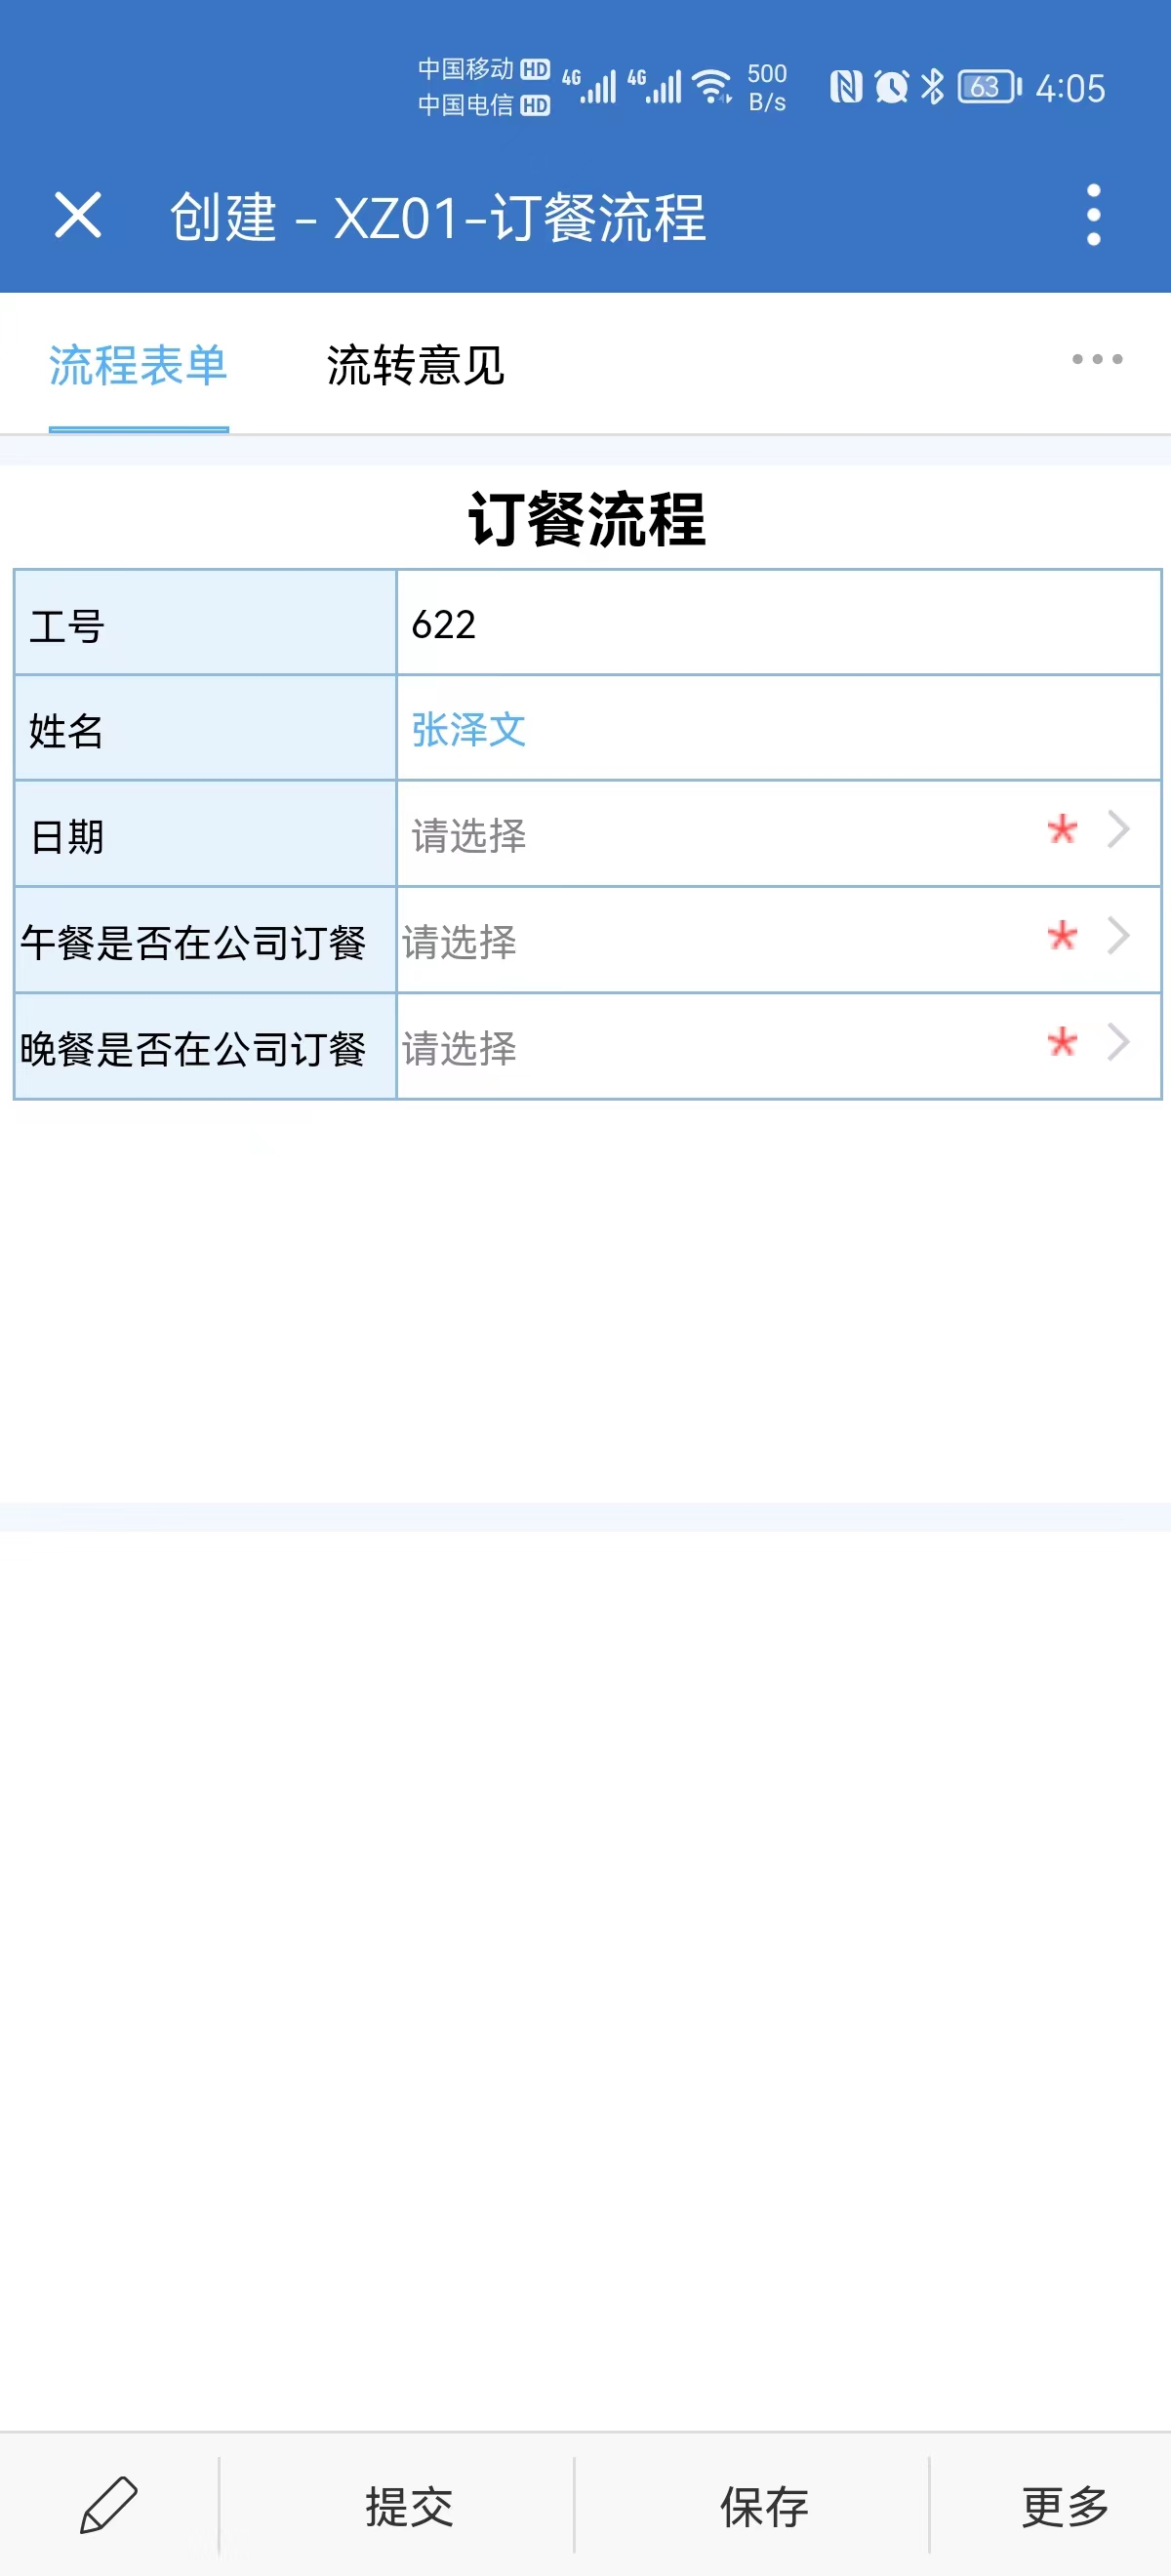 中国移动 HD 4G 4G 500 63 4:05
中国电信 HD B/s
创建 - XZ01-订餐流程
流程表单 流转意见
订餐流程
工号 622
姓名 张泽文
日期 请选择 *
午餐是否在公司订餐 请选择 *
晚餐是否在公司订餐 请选择 *
提交 保存 更多